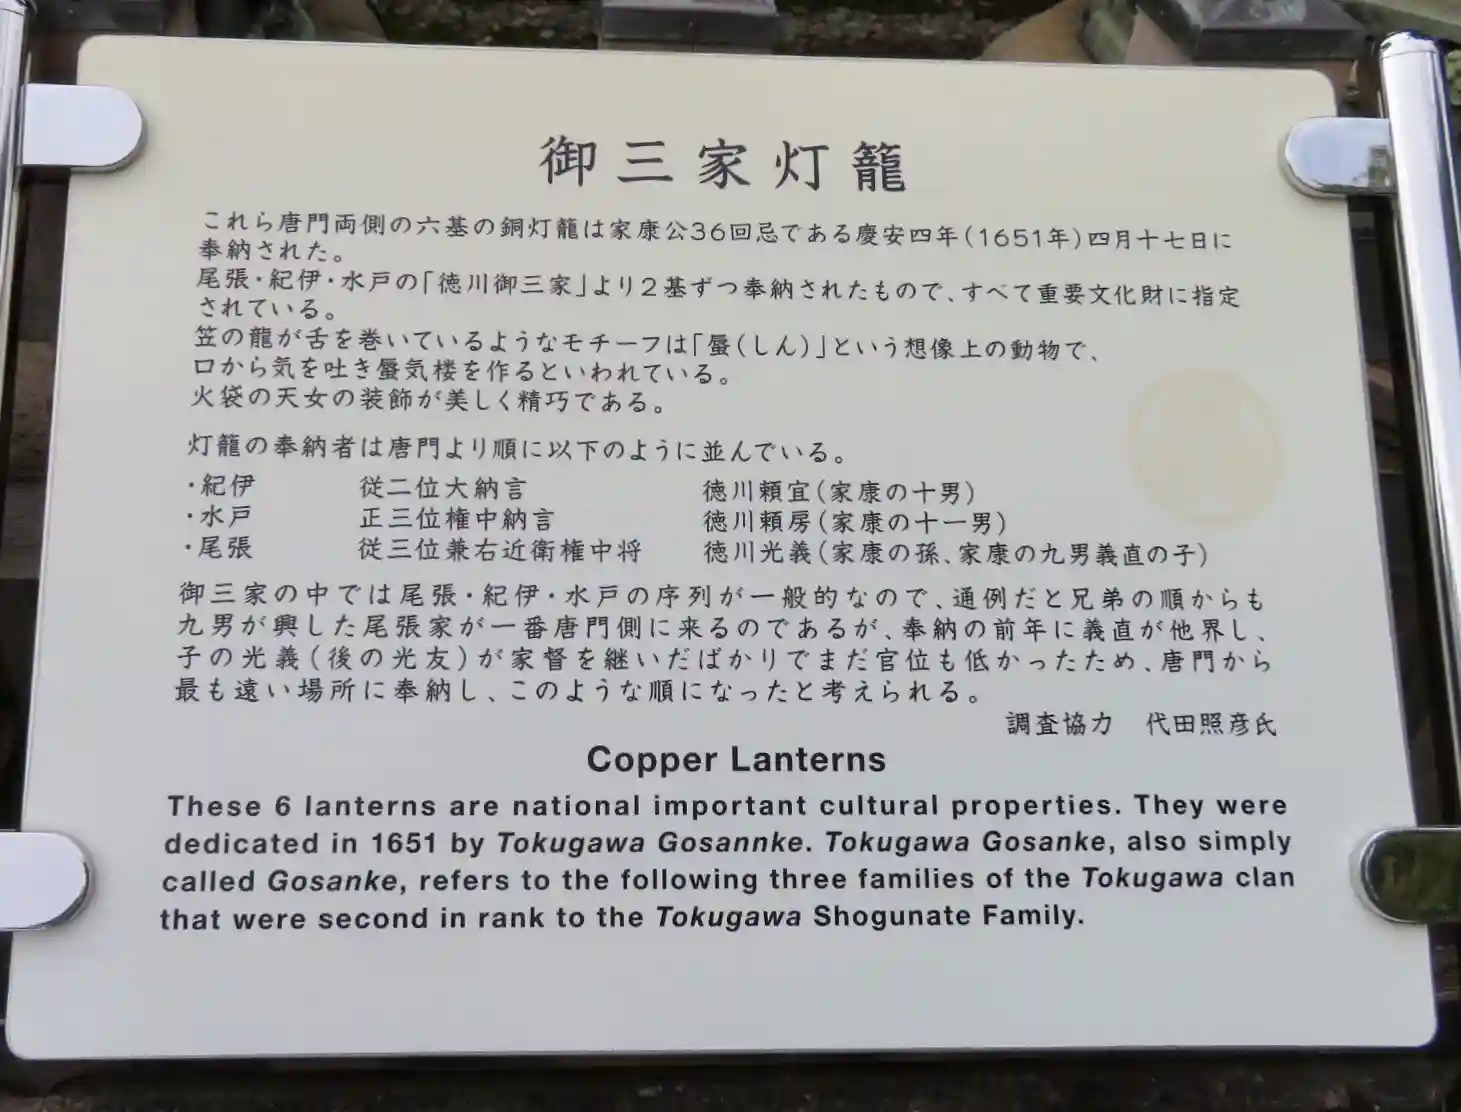 御三家灯籠
これら唐門両側の六基の銅灯籠は家康公36回忌である慶安四年(1651年)四月十七日に
奉納された。
尾張・紀伊・水戸の「徳川御三家」より2基ずつ奉納されたもので、すべて重要文化財に指定
されている。
笠の龍が舌を巻いているようなモチーフは「蜃(しん)」という想像上の動物で、
口から気を吐き蜃気楼を作るといわれている。
火袋の天女の装飾が美しく精巧である。
灯籠の奉納者は唐門より順に以下のように並んでいる。
・紀伊 従二位大納言 徳川頼宜(家康の十男)
・水戸 正三位権中納言 徳川頼房(家康の十一男)
・尾張 従三位兼右近衛権中将 徳川光義(家康の孫、家康の九男義直の子)
御三家の中では尾張・紀伊・水戸の序列が一般的なので、通例だと兄弟の順からも
九男が興した尾張家が一番唐門側に来るのであるが、奉納の前年に義直が他界し、
子の光義(後の光友)が家督を継いだばかりでまだ官位も低かったため、唐門から
最も遠い場所に奉納し、このような順になったと考えられる。
調査協力 代田照彦氏
Copper Lanterns
These 6 lanterns are national important cultural properties. They were
dedicated in 1651 by Tokugawa Gosannke. Tokugawa Gosanke, also simply
called Gosanke, refers to the following three families of the Tokugawa clan
that were second in rank to the Tokugawa Shogunate Family.